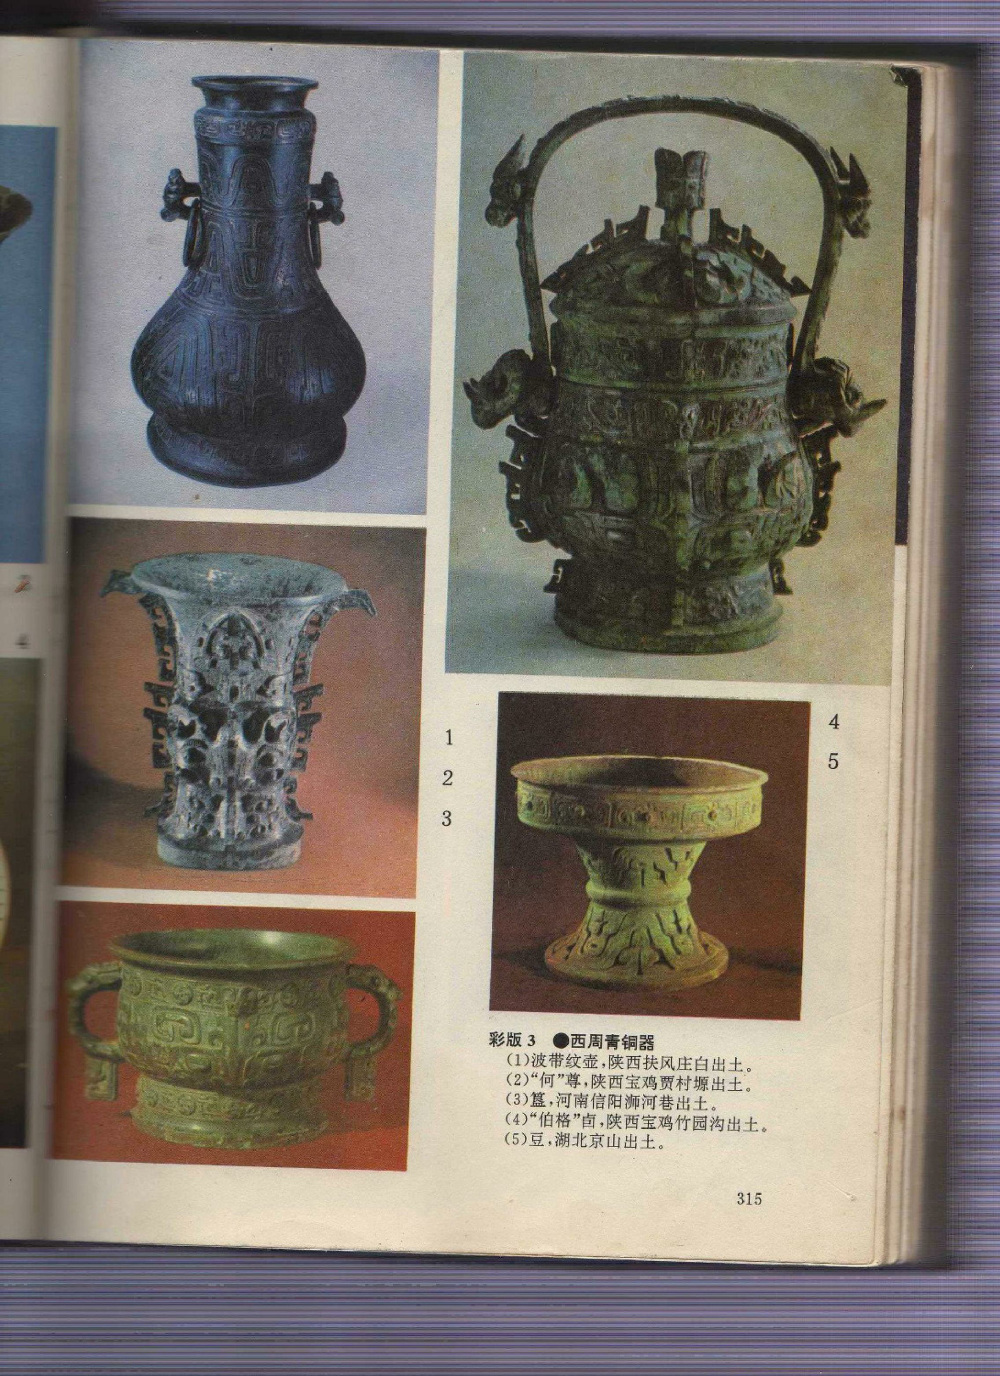 2
4
1
2
3
4
5
彩版3 ●西周青铜器
(1)波带纹壶,陕西扶风庄白出土。
(2)“何”尊,陕西宝鸡贾村塬出土。
(3)簋,河南信阳浉河巷出土。
(4)“伯格”卣,陕西宝鸡竹园沟出土。
(5)豆,湖北京山出土。
315